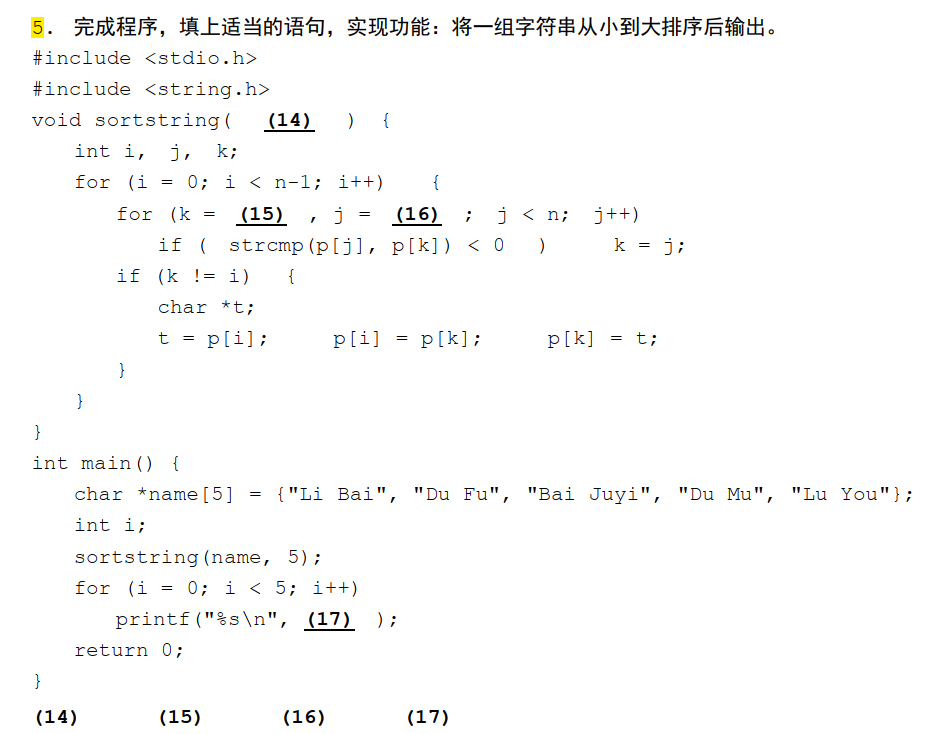 5. 完成程序，填上适当的语句，实现功能：将一组字符串从小到大排序后输出。
#include <stdio.h>
#include <string.h>
void sortstring( (14) ) {
int i, j, k;
for (i = 0; i < n-1; i++) {
for (k = (15) , j = (16) ; j < n; j++)
if ( strcmp(p[j], p[k]) < 0 ) k = j;
if (k != i) {
char *t;
t = p[i]; p[i] = p[k]; p[k] = t;
}
}
}
int main() {
char *name[5] = {"Li Bai", "Du Fu", "Bai Juyi", "Du Mu", "Lu You"};
int i;
sortstring(name, 5);
for (i = 0; i < 5; i++)
printf("%s\n", (17) );
return 0;
}
(14) (15) (16) (17)